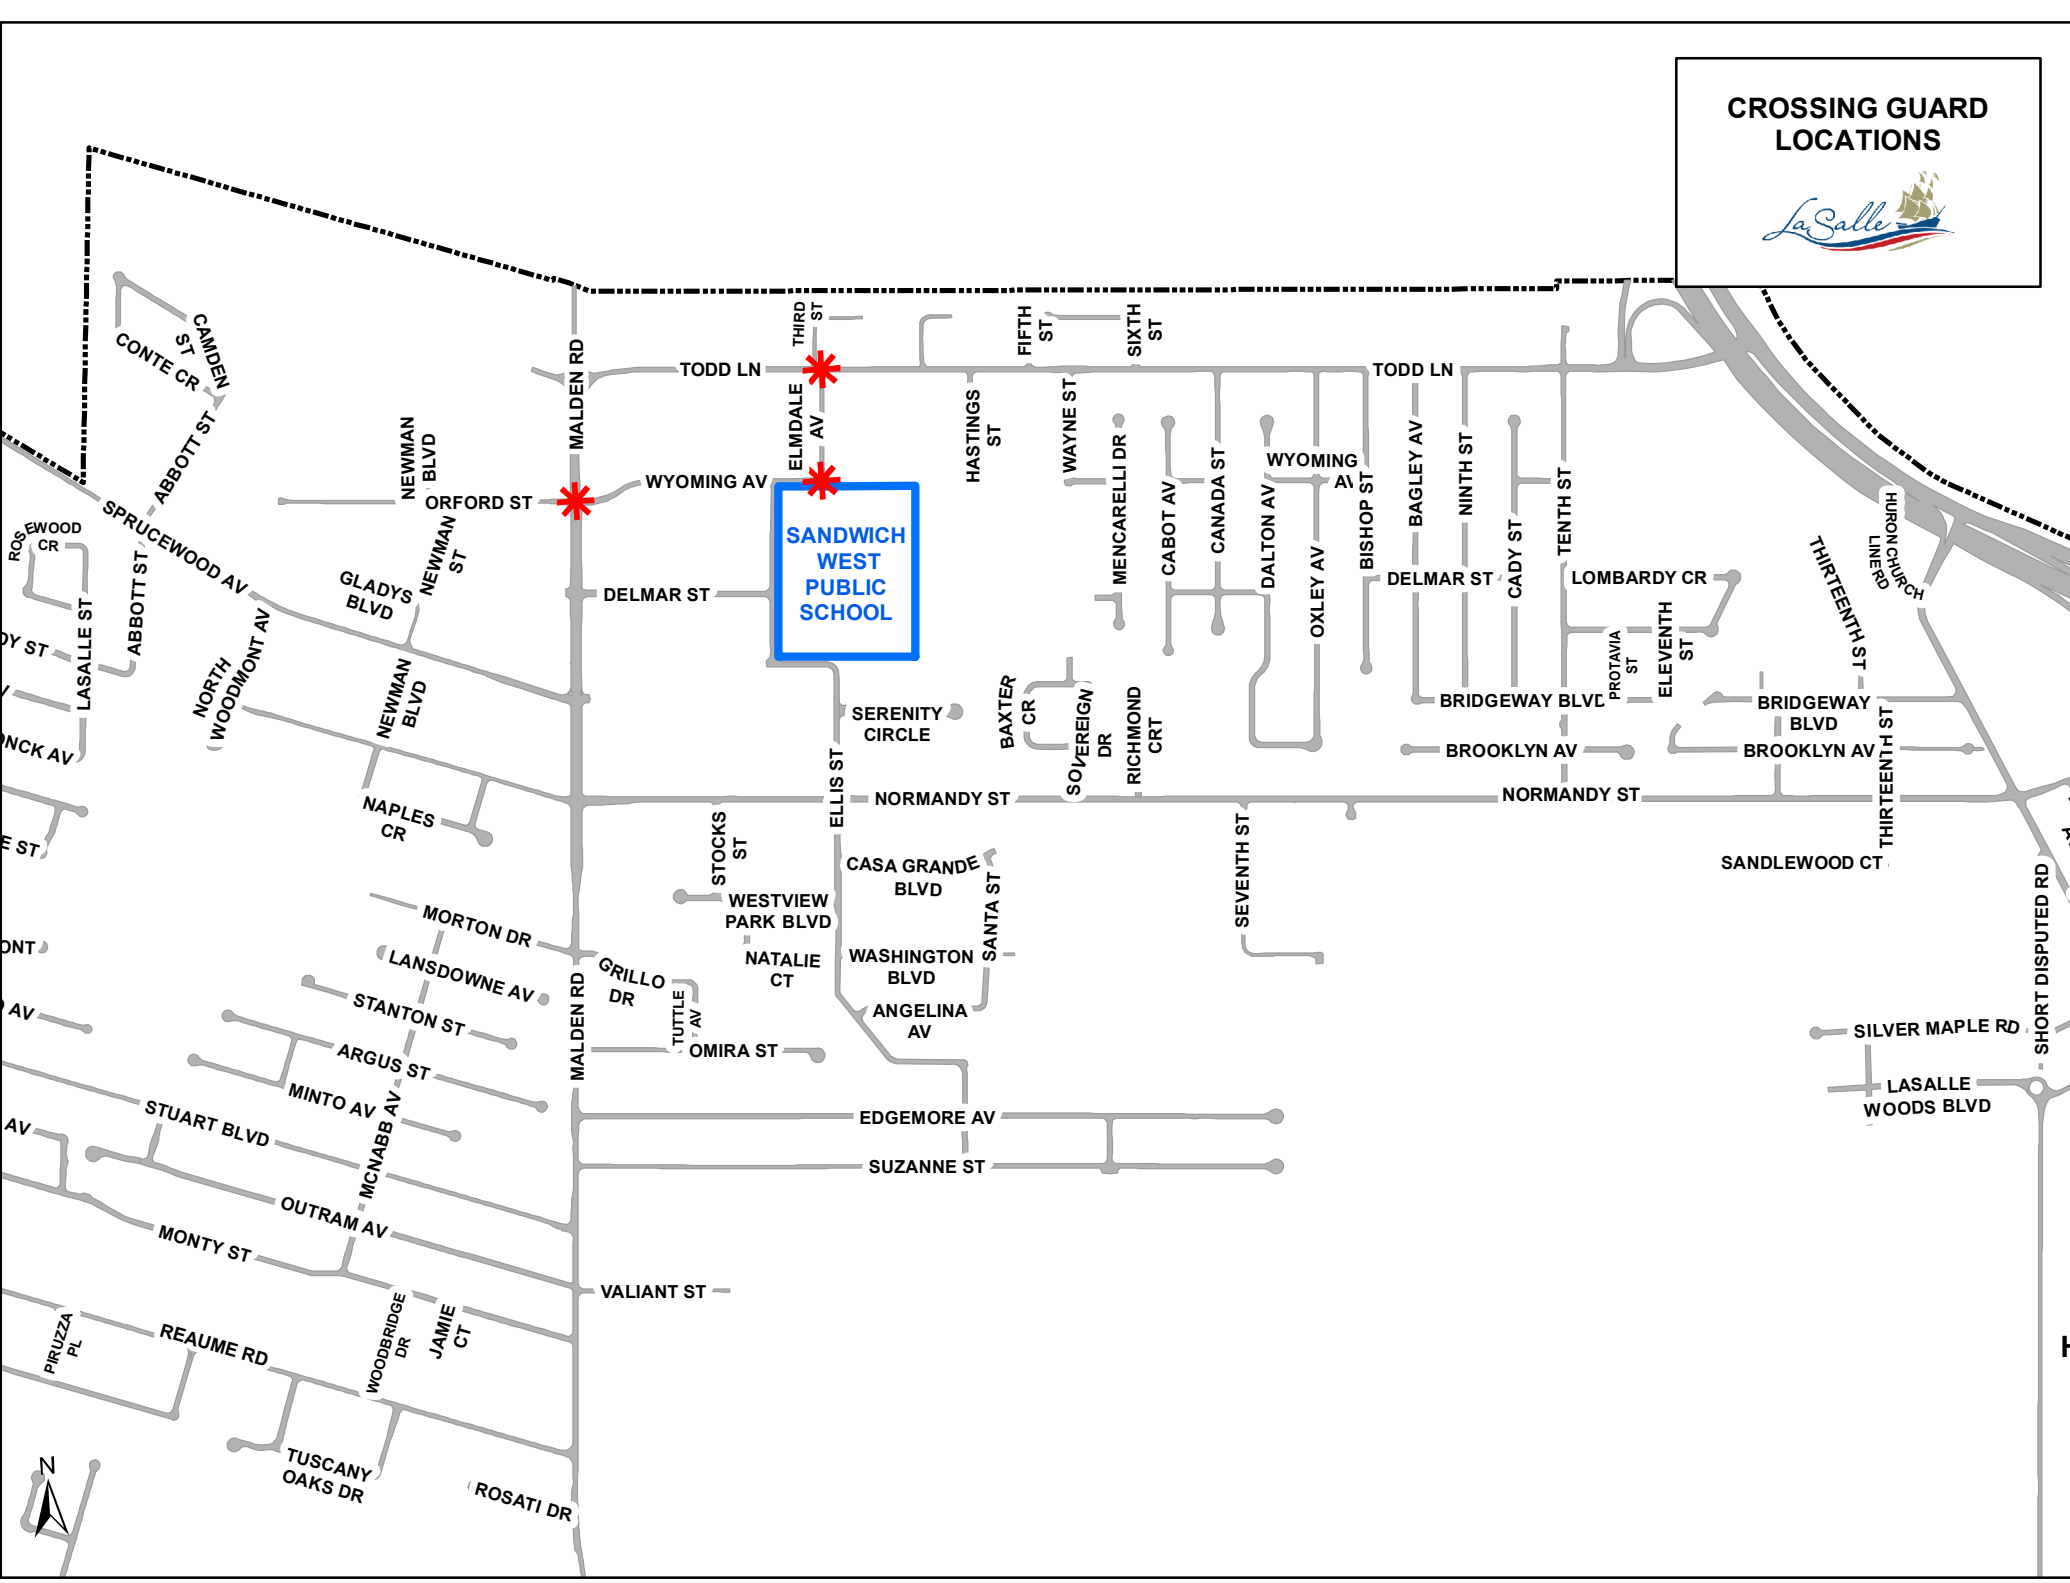 CROSSING GUARD
LOCATIONS
LaSalle
CAMDEN
ST
CONTE CR
ABBOTT ST
THIRD
ST
FIFTH
ST
SIXTH
ST
MALDEN RD
TODD LN
TODD LN
ELMDALE
AV
HASTINGS
ST
WAYNE ST
NEWMAN
BLVD
ORFORD ST
WYOMING AV
WYOMING
AV
MENCARELLI DR
CABOT AV
CANADA ST
DALTON AV
OXLEY AV
BISHOP ST
BAGLEY AV
NINTH ST
CADY ST
TENTH ST
HURON CHURCH
LINE RD
THIRTEENTH ST
SPRUCEWOOD AV
ROSEWOOD
CR
ABBOTT ST
LASALLE ST
GLADYS
BLVD
NEWMAN
ST
SANDWICH
WEST
PUBLIC
SCHOOL
DELMAR ST
DELMAR ST
LOMBARDY CR
PROTAVIA
ST
ELEVENTH
ST
DY ST
NORTH
WOODMONT AV
NEWMAN
BLVD
ONCK AV
SERENITY
CIRCLE
BAXTER
CR
SOVEREIGN
DR
RICHMOND
CRT
BRIDGEWAY BLVD
BRIDGEWAY
BLVD
BROOKLYN AV
BROOKLYN AV
THIRTEENTH ST
ELLIS ST
NORMANDY ST
NORMANDY ST
NAPLES
CR
E ST
STOCKS
ST
CASA GRANDE
BLVD
SANTA ST
SEVENTH ST
SANDLEWOOD CT
SHORT DISPUTED RD
WESTVIEW
PARK BLVD
NATALIE
CT
WASHINGTON
BLVD
ANGELINA
AV
MORTON DR
LANSDOWNE AV
ONT
GRILLO
DR
TUTTLE
AV
MALDEN RD
STANTON ST
AV
ARGUS ST
OMIRA ST
SILVER MAPLE RD
LASALLE
WOODS BLVD
MINTO AV
MCNABB AV
STUART BLVD
AV
EDGEMORE AV
SUZANNE ST
OUTRAM AV
MONTY ST
VALIANT ST
PIRUZZA
PL
REAUME RD
WOODBRIDGE
DR
JAMIE
CT
H
TUSCANY
OAKS DR
ROSATI DR
N